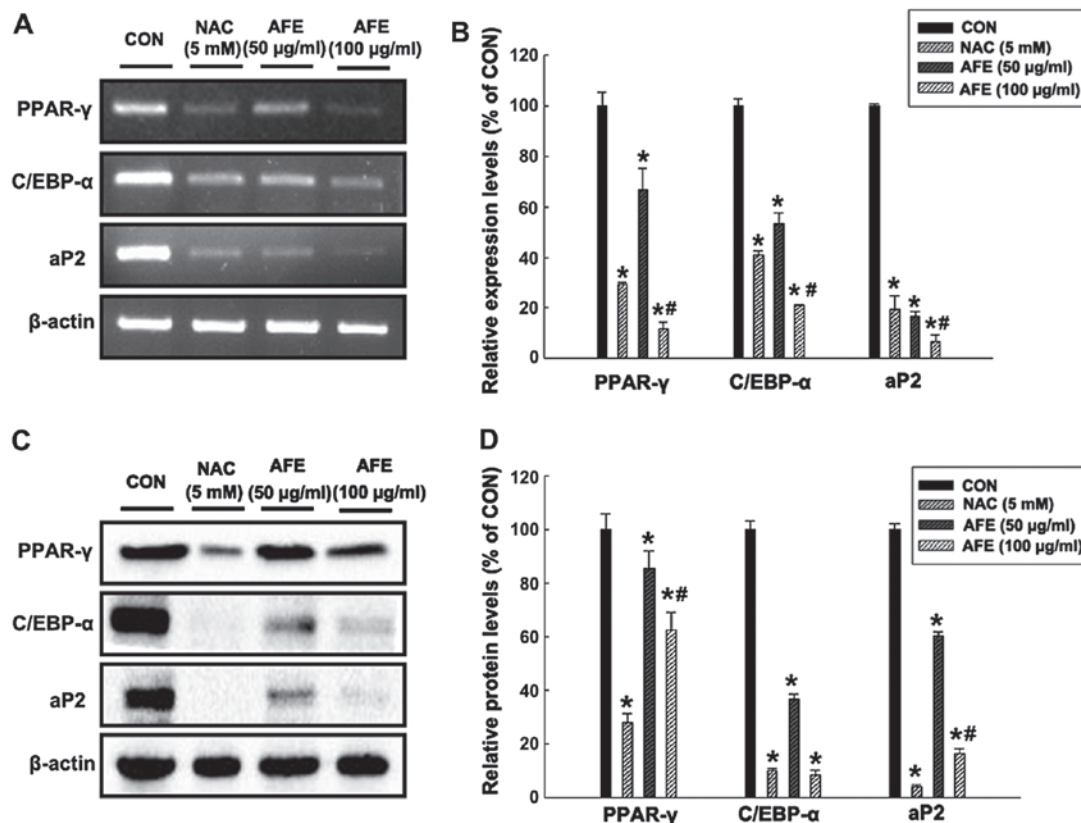 A
CON
NAC
(5 mM)
AFE
(50 µg/ml)
AFE
(100 µg/ml)
PPAR-γ
C/EBP-α
aP2
β-actin
B
Relative expression levels (% of CON)
120
100
80
60
40
20
0
* * *#
* * * #
* * *#
PPAR-γ C/EBP-α aP2
CON
NAC (5 mM)
AFE (50 µg/ml)
AFE (100 µg/ml)
C
CON
NAC
(5 mM)
AFE
(50 µg/ml)
AFE
(100 µg/ml)
PPAR-γ
C/EBP-α
aP2
β-actin
D
Relative protein levels (% of CON)
120
100
80
60
40
20
0
* * *#
* * *
* * *#
PPAR-γ C/EBP-α aP2
CON
NAC (5 mM)
AFE (50 µg/ml)
AFE (100 µg/ml)